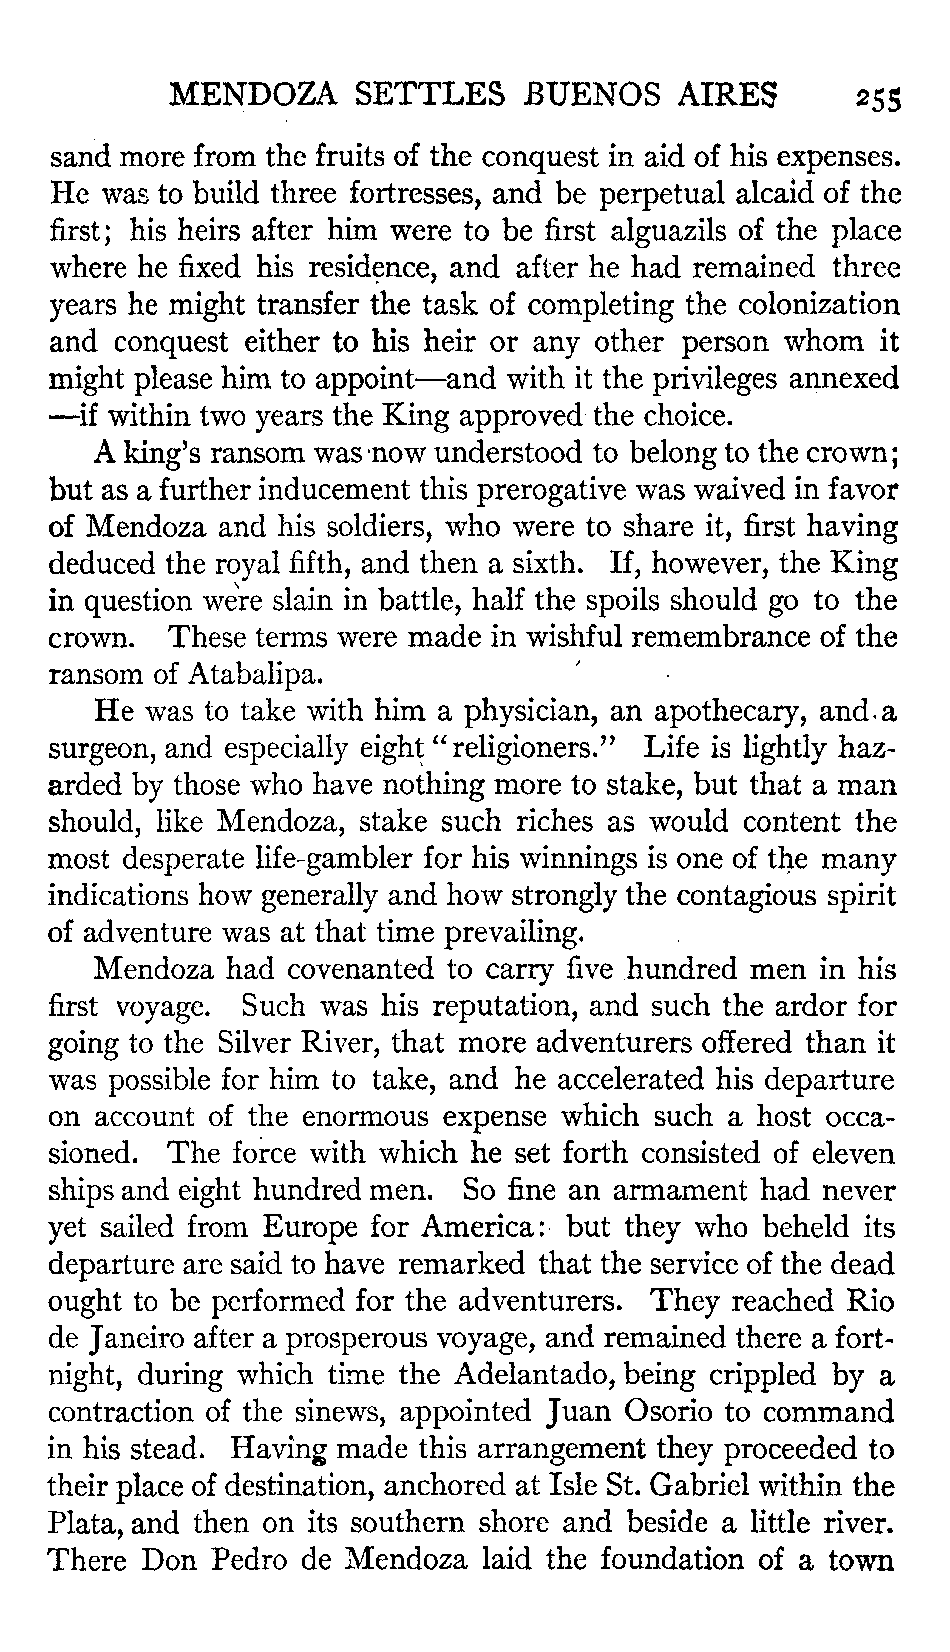 MENDOZA SETTLES BUENOS AIRES 255
sand more from the fruits of the conquest in aid of his expenses.
He was to build three fortresses, and be perpetual alcaid of the
first; his heirs after him were to be first alguazils of the place
where he fixed his residence, and after he had remained three
years he might transfer the task of completing the colonization
and conquest either to his heir or any other person whom it
might please him to appoint—and with it the privileges annexed
—if within two years the King approved the choice.
A king's ransom was now understood to belong to the crown;
but as a further inducement this prerogative was waived in favor
of Mendoza and his soldiers, who were to share it, first having
deduced the royal fifth, and then a sixth. If, however, the King
in question were slain in battle, half the spoils should go to the
crown. These terms were made in wishful remembrance of the
ransom of Atabalipa.
He was to take with him a physician, an apothecary, and a
surgeon, and especially eight "religioners." Life is lightly haz-
arded by those who have nothing more to stake, but that a man
should, like Mendoza, stake such riches as would content the
most desperate life-gambler for his winnings is one of the many
indications how generally and how strongly the contagious spirit
of adventure was at that time prevailing.
Mendoza had covenanted to carry five hundred men in his
first voyage. Such was his reputation, and such the ardor for
going to the Silver River, that more adventurers offered than it
was possible for him to take, and he accelerated his departure
on account of the enormous expense which such a host occa-
sioned. The force with which he set forth consisted of eleven
ships and eight hundred men. So fine an armament had never
yet sailed from Europe for America: but they who beheld its
departure are said to have remarked that the service of the dead
ought to be performed for the adventurers. They reached Rio
de Janeiro after a prosperous voyage, and remained there a fort-
night, during which time the Adelantado, being crippled by a
contraction of the sinews, appointed Juan Osorio to command
in his stead. Having made this arrangement they proceeded to
their place of destination, anchored at Isle St. Gabriel within the
Plata, and then on its southern shore and beside a little river.
There Don Pedro de Mendoza laid the foundation of a town